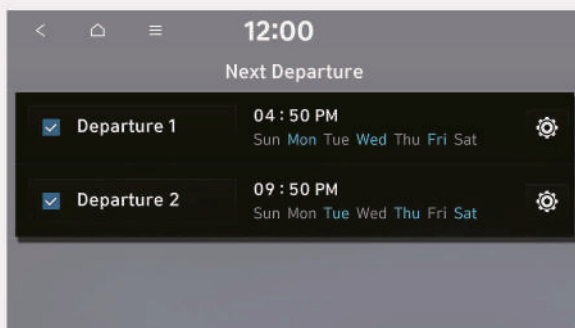 12:00
Next Departure
Departure 1
04:50 PM
Sun Mon Tue Wed Thu Fri Sat
Departure 2
09:50 PM
Sun Mon Tue Wed Thu Fri Sat